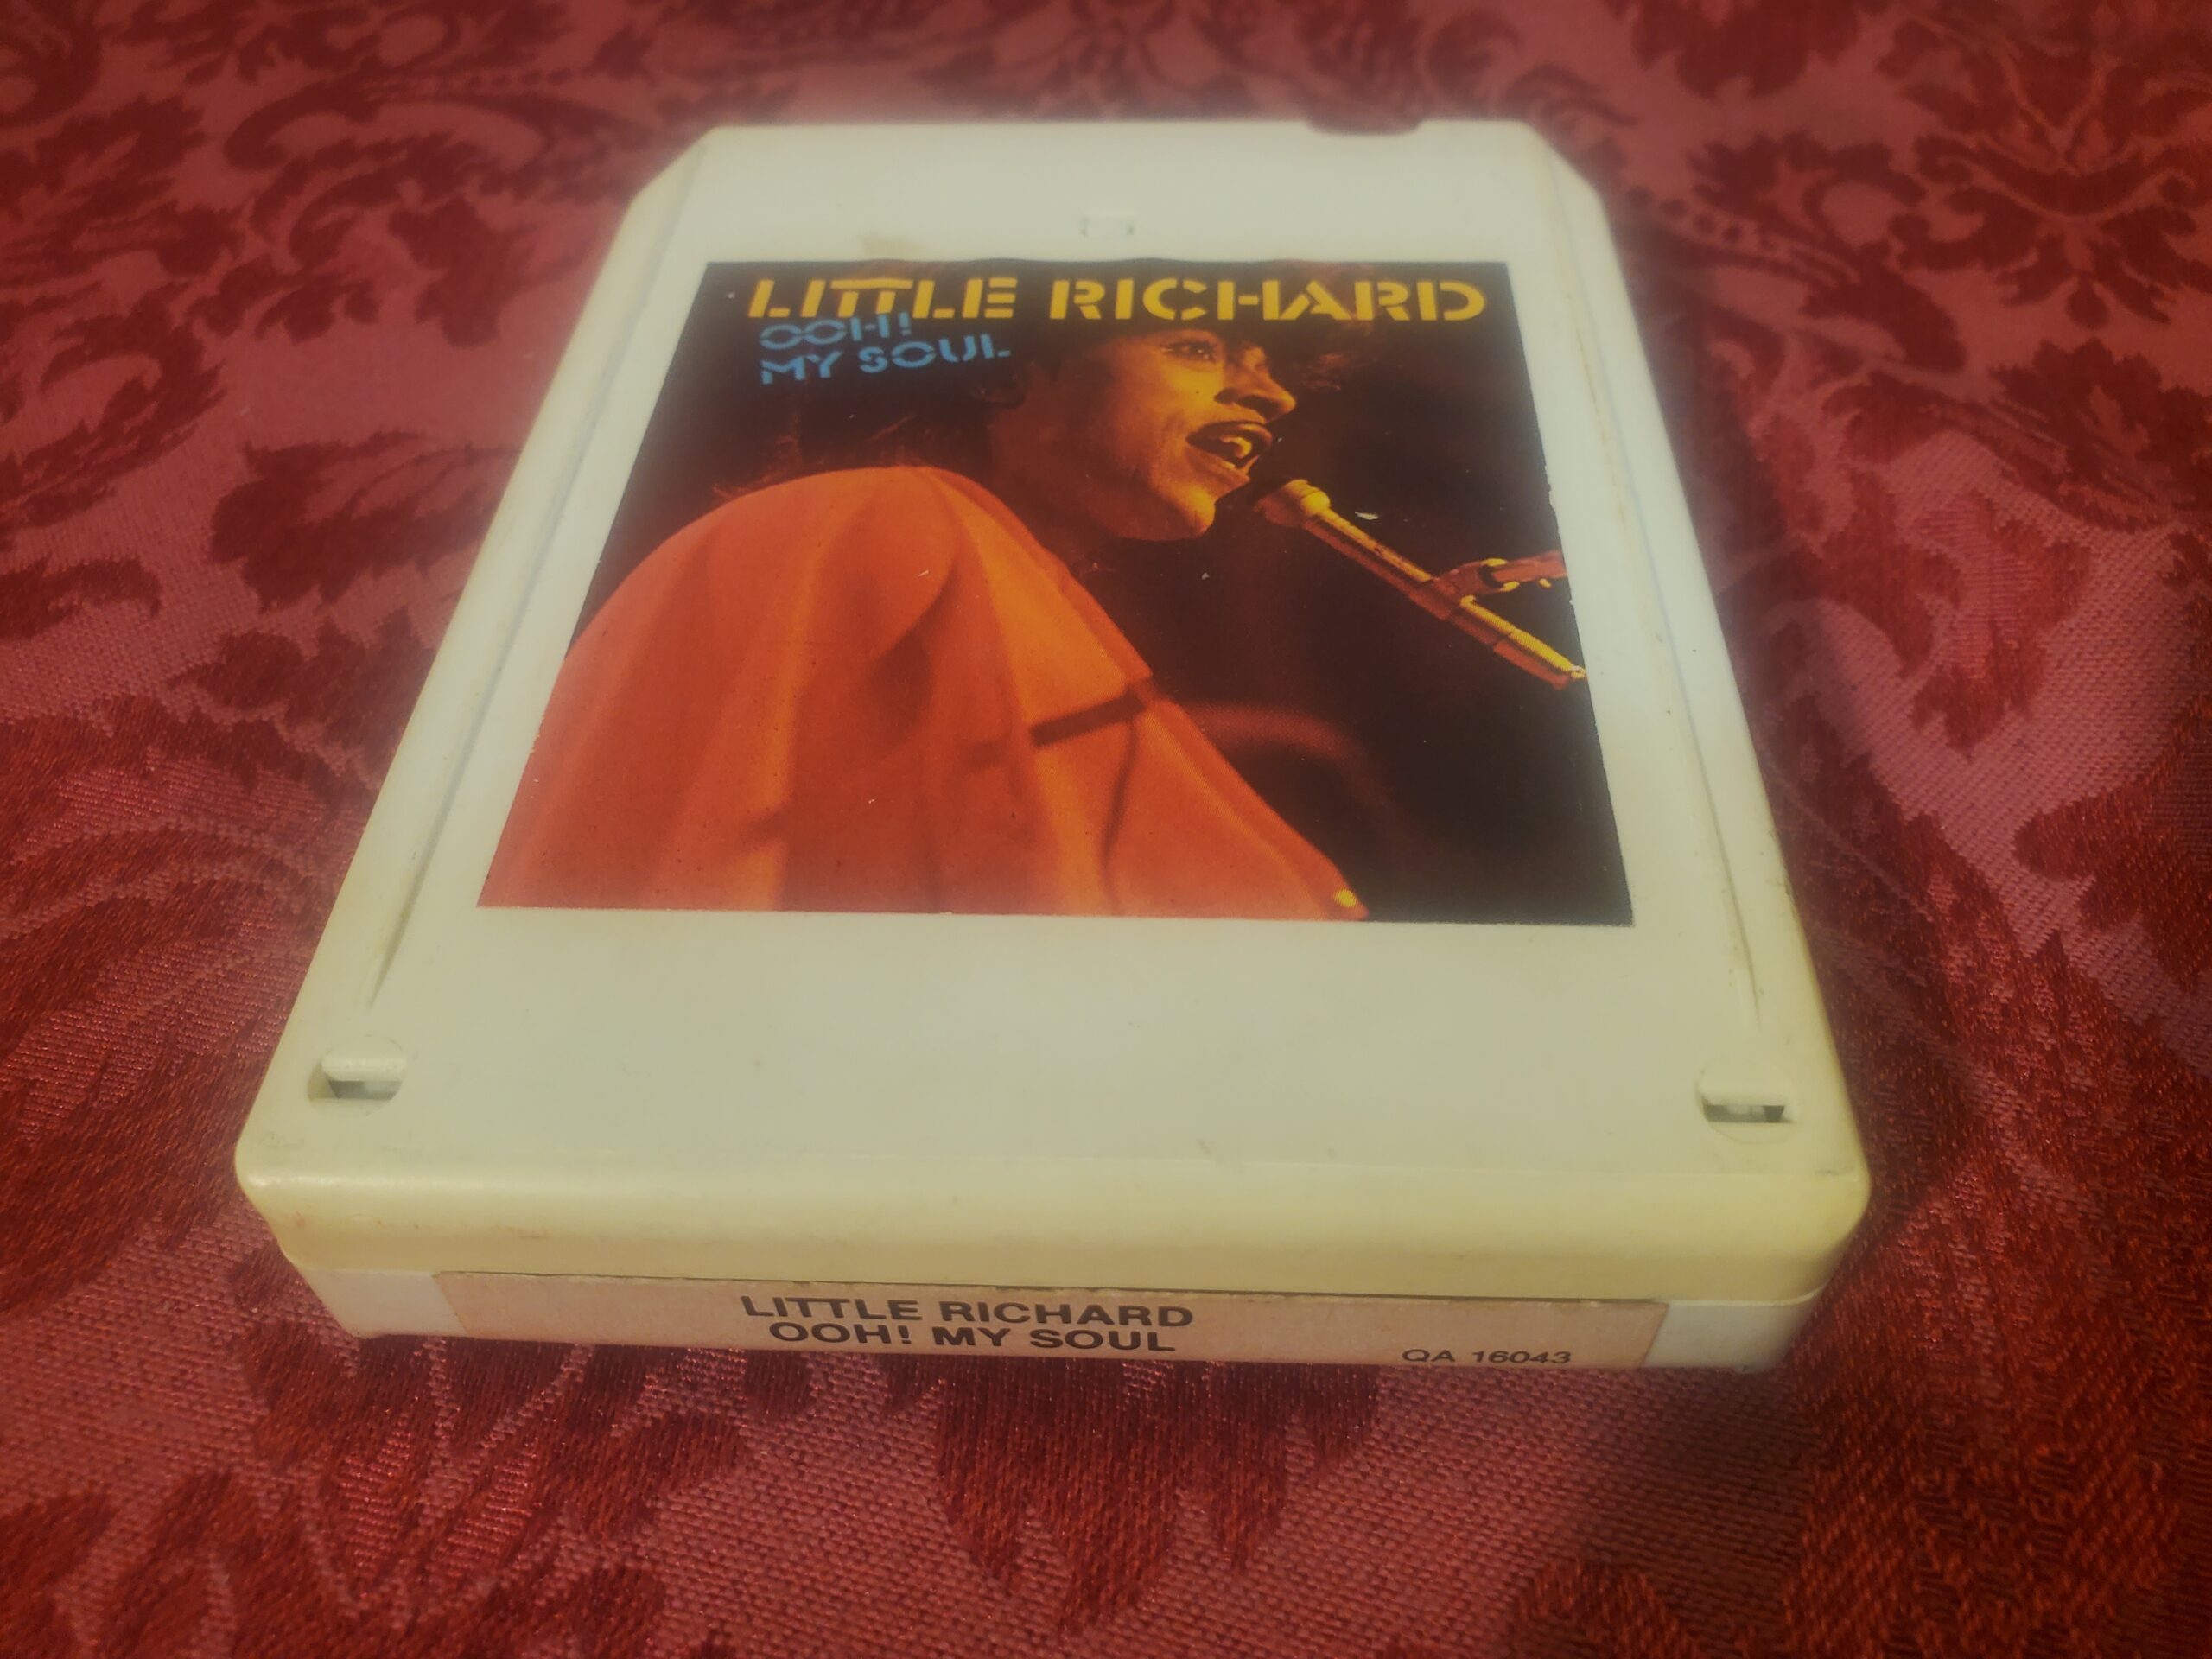 LITTLE RICHARD
OOH!
MY SOUL
LITTLE RICHARD
OOH! MY SOUL
QA 16043